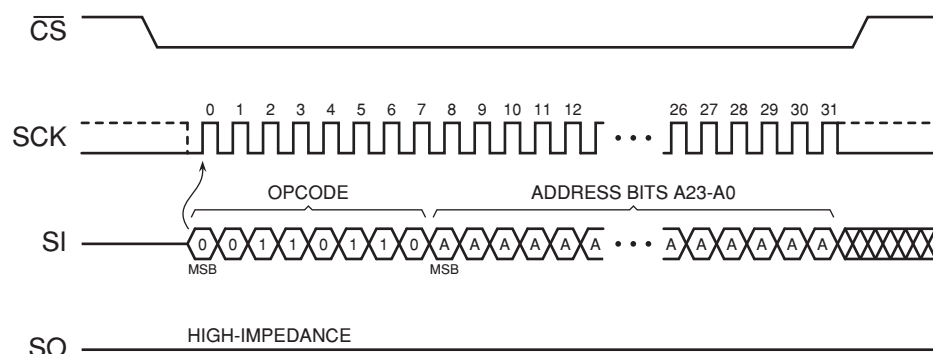 CS
0 1 2 3 4 5 6 7 8 9 10 11 12 26 27 28 29 30 31
SCK
OPCODE ADDRESS BITS A23-A0
SI 0 0 1 1 0 1 1 0 A A A A A A • • • A A A A A A
MSB MSB
HIGH-IMPEDANCE
SO